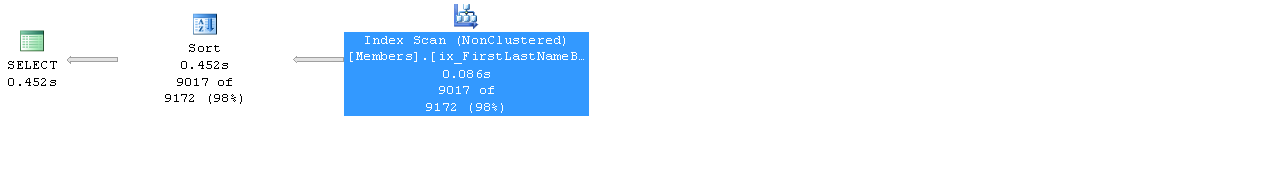 SELECT
0.452s
Sort
0.452s
9017 of
9172 (98%)
Index Scan (NonClustered)
[Members].[ix_FirstLastNameB…
0.086s
9017 of
9172 (98%)